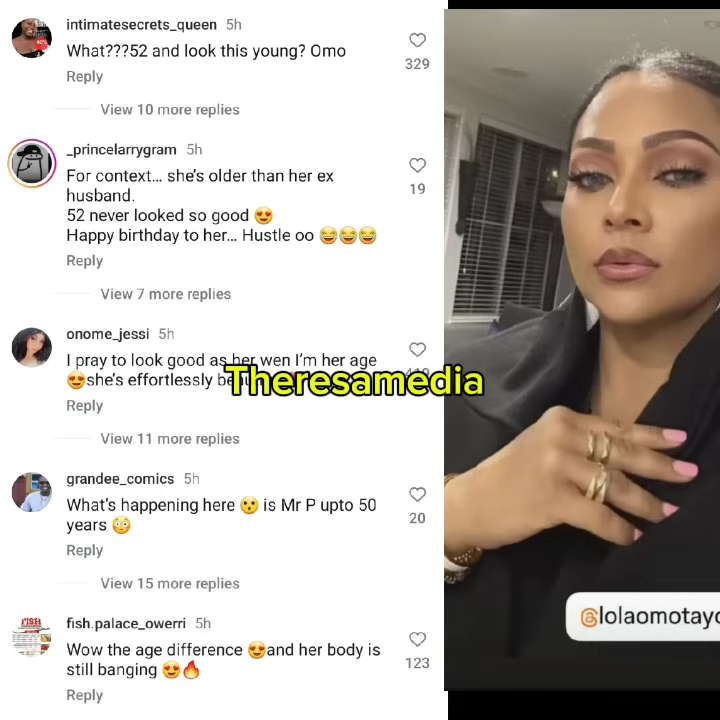 intimatesecrets_queen 5h
What???52 and look this young? Omo
329
Reply
View 10 more replies
_princelarrygram 5h
For context... she's older than her ex
husband.
19
52 never looked so good 😍
Happy birthday to her... Hustle oo 😂😂😂
Reply
View 7 more replies
onome_jessi 5h
I pray to look good as her wen I'm her age
😍she's effortlessly
Theresamedia
Reply
View 11 more replies
grandee_comics 5h
What's happening here 😯 is Mr P upto 50
years 😳
20
Reply
View 15 more replies
FISH
fish.palace_owerri 5h
Wow the age difference 😍and her body is
still banging 😍🔥
123
Reply
@lolaomotayo